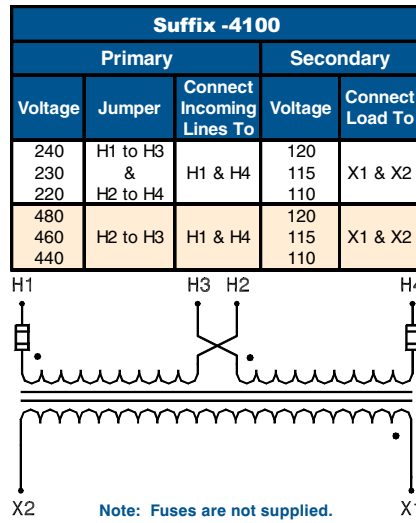 Suffix -4100
Primary Secondary
Voltage Jumper Connect Incoming Lines To Voltage Connect Load To
240 H1 to H3 120
230 & H1 & H4 115 X1 & X2
220 H2 to H4 110
480 120
460 H2 to H3 H1 & H4 115 X1 & X2
440 110
H1 H3 H2 H4
X2 Note: Fuses are not supplied. X1